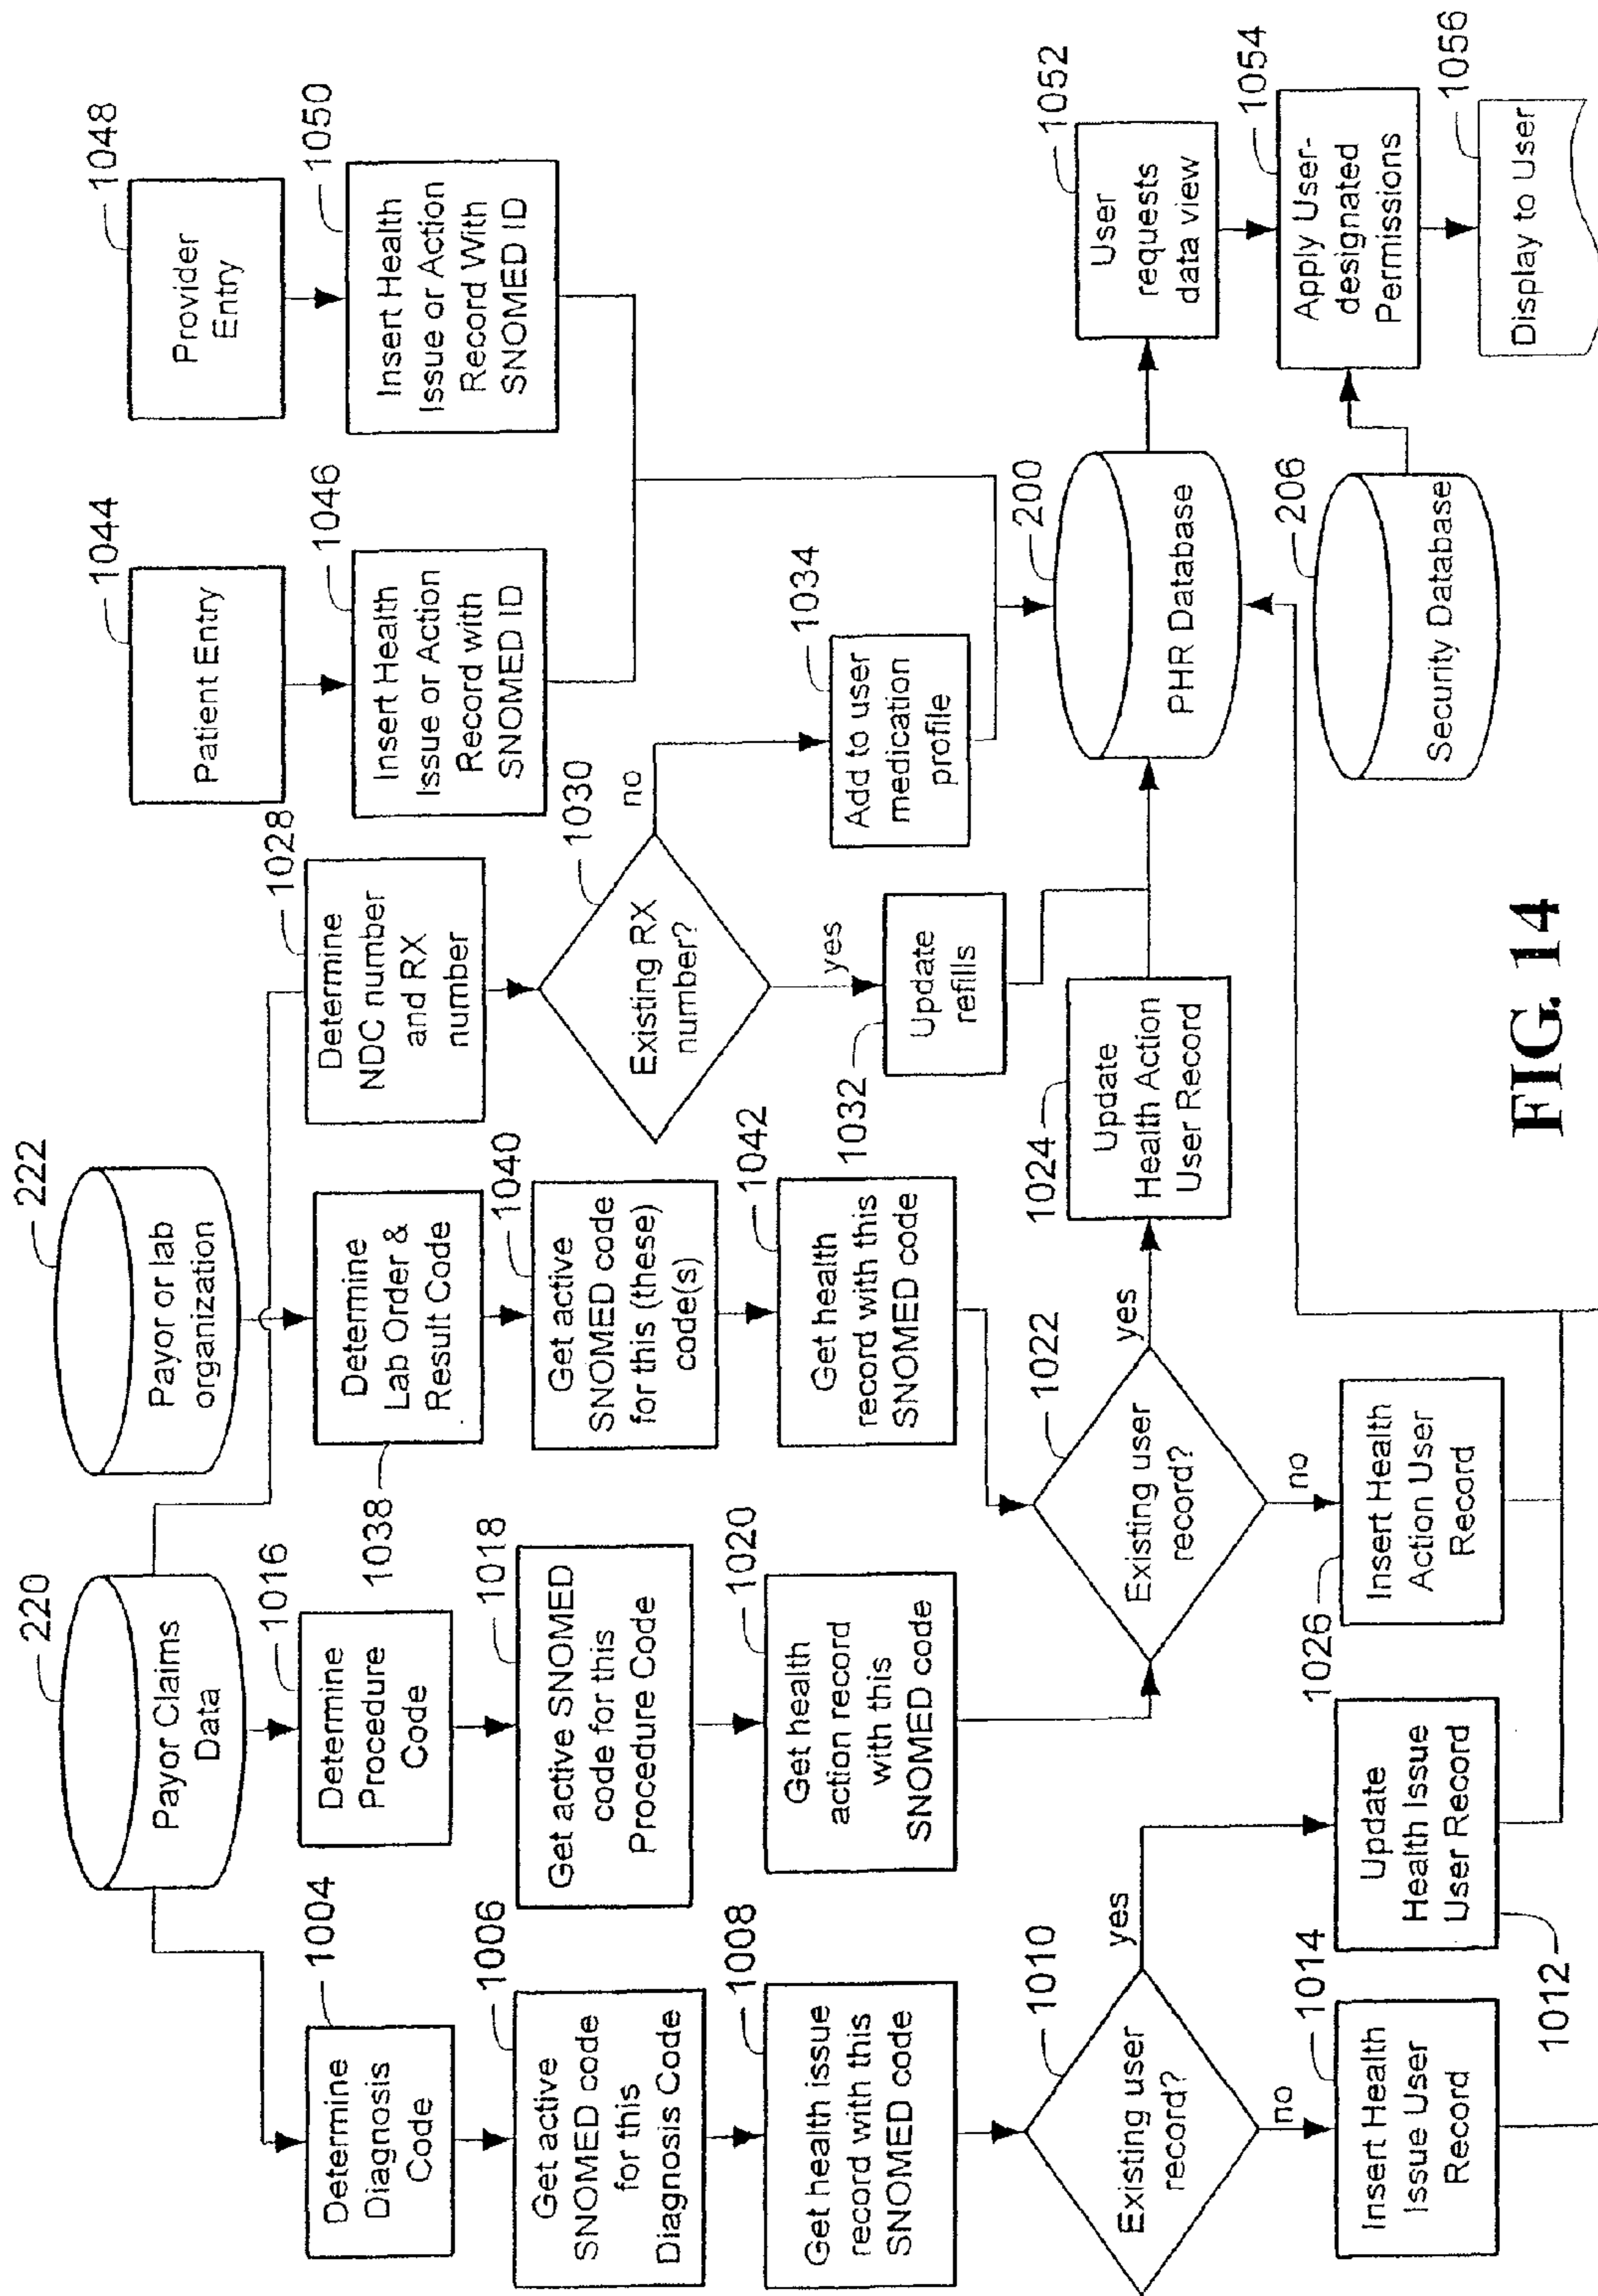 220
Payor Claims
Data
222
Payor or lab
organization
1004
Determine
Diagnosis
Code
1006
Get active
SNOMED code
for this
Diagnosis Code
1008
Get health issue
record with this
SNOMED code
1010
Existing user
record?
yes
no
1014
Insert Health
Issue User
Record
1012
Update
Health Issue
User Record
1016
Determine
Procedure
Code
1018
Get active SNOMED
code for this
Procedure Code
1020
Get health
action record
with this
SNOMED code
1038
Determine
Lab Order &
Result Code
1040
Get active
SNOMED code
for this (these)
code(s)
1042
Get health
record with this
SNOMED code
1022
Existing user
record?
yes
no
1026
Insert Health
Action User
Record
1024
Update
Health Action
User Record
1028
Determine
NDC number
and RX
number
1030
Existing RX
number?
yes
no
1032
Update
refills
1034
Add to user
medication
profile
1044
Patient Entry
1046
Insert Health
Issue or Action
Record with
SNOMED ID
1048
Provider
Entry
1050
Insert Health
Issue or Action
Record With
SNOMED ID
200
PHR Database
206
Security Database
1052
User
requests
data view
1054
Apply User-
designated
Permissions
1056
Display to User
FIG. 14